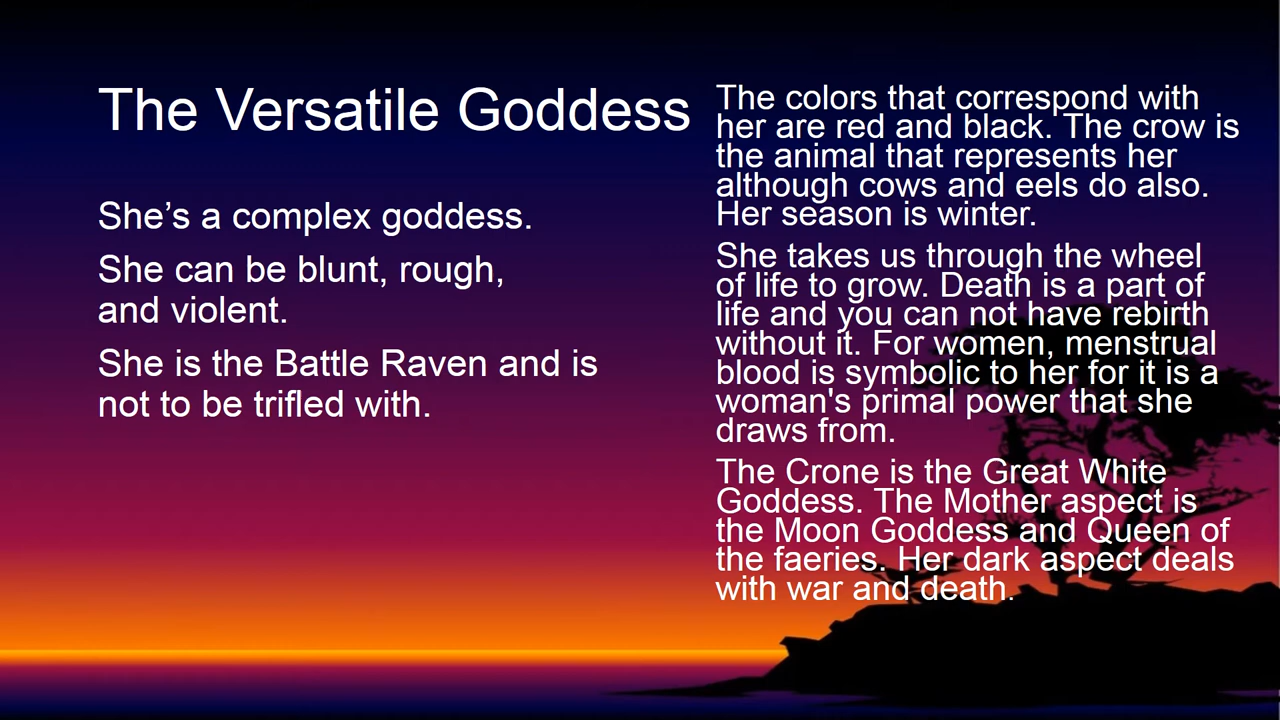 The Versatile Goddess
She’s a complex goddess.
She can be blunt, rough,
and violent.
She is the Battle Raven and is
not to be trifled with.
The colors that correspond with
her are red and black. The crow is
the animal that represents her
although cows and eels do also.
Her season is winter.
She takes us through the wheel
of life to grow. Death is a part of
life and you can not have rebirth
without it. For women, menstrual
blood is symbolic to her for it is a
woman's primal power that she
draws from.
The Crone is the Great White
Goddess. The Mother aspect is
the Moon Goddess and Queen of
the faeries. Her dark aspect deals
with war and death.